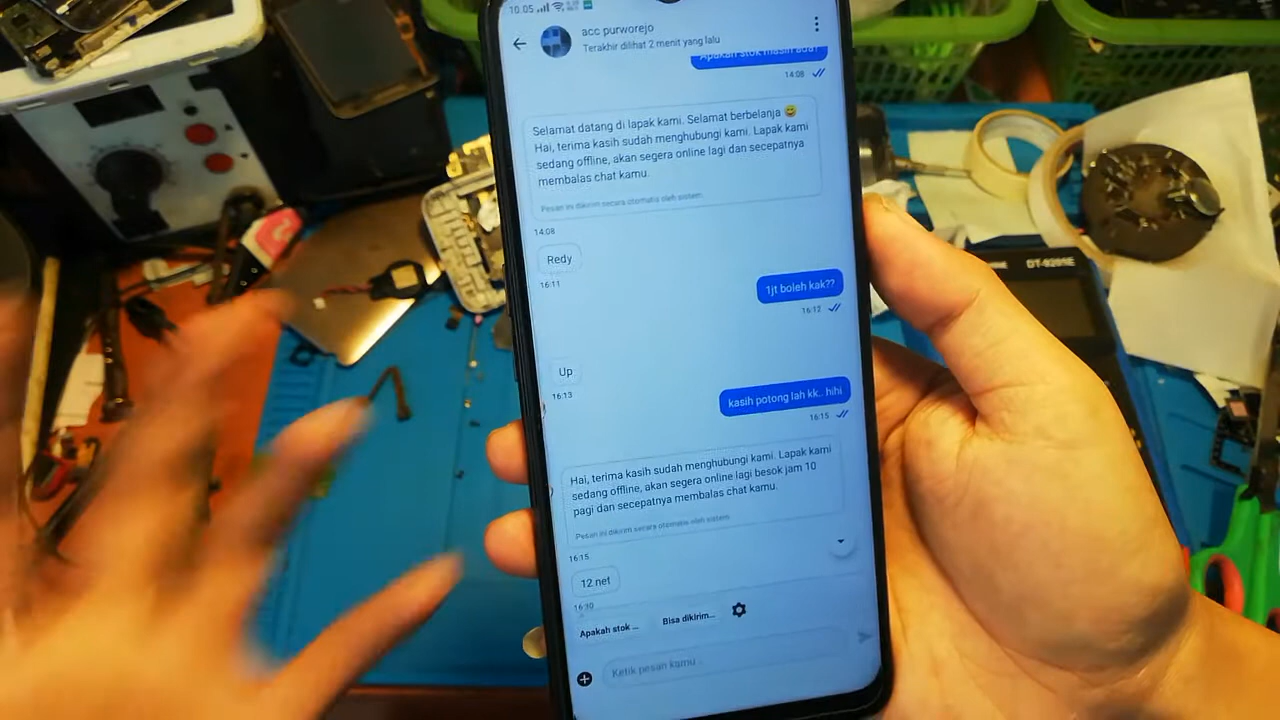 10.05
acc purworejo
Terakhir dilihat 2 menit yang lalu
Apakah stok masih ada?
14:08
Selamat datang di lapak kami. Selamat berbelanja 😊
Hai, terima kasih sudah menghubungi kami. Lapak kami
sedang offline, akan segera online lagi dan secepatnya
membalas chat kamu.
Pesan ini dikirim secara otomatis oleh sistem
14:08
Redy
16:11
1jt boleh kak??
16:12
Up
16:13
kasih potong lah kk.. hihi
16:15
Hai, terima kasih sudah menghubungi kami. Lapak kami
sedang offline, akan segera online lagi besok jam 10
pagi dan secepatnya membalas chat kamu.
Pesan ini dikirim secara otomatis oleh sistem
16:15
12 net
Apakah stok ...
Bisa dikirim...
Ketik pesan kamu